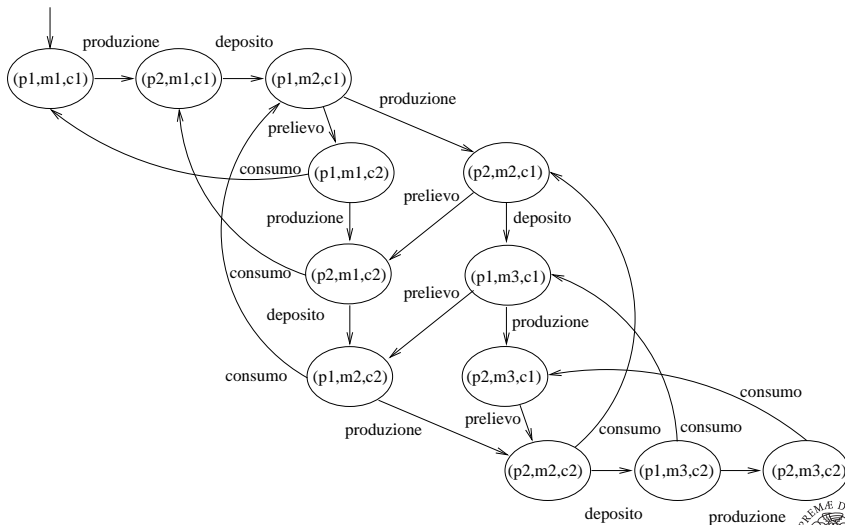 produzione
deposito
(p1,m1,c1)
(p2,m1,c1)
(p1,m2,c1)
produzione
prelievo
consumo
(p1,m1,c2)
(p2,m2,c1)
prelievo
produzione
deposito
consumo
(p2,m1,c2)
(p1,m3,c1)
prelievo
deposito
produzione
consumo
(p1,m2,c2)
(p2,m3,c1)
consumo
produzione
prelievo
consumo
consumo
(p2,m2,c2)
(p1,m3,c2)
(p2,m3,c2)
deposito
produzione